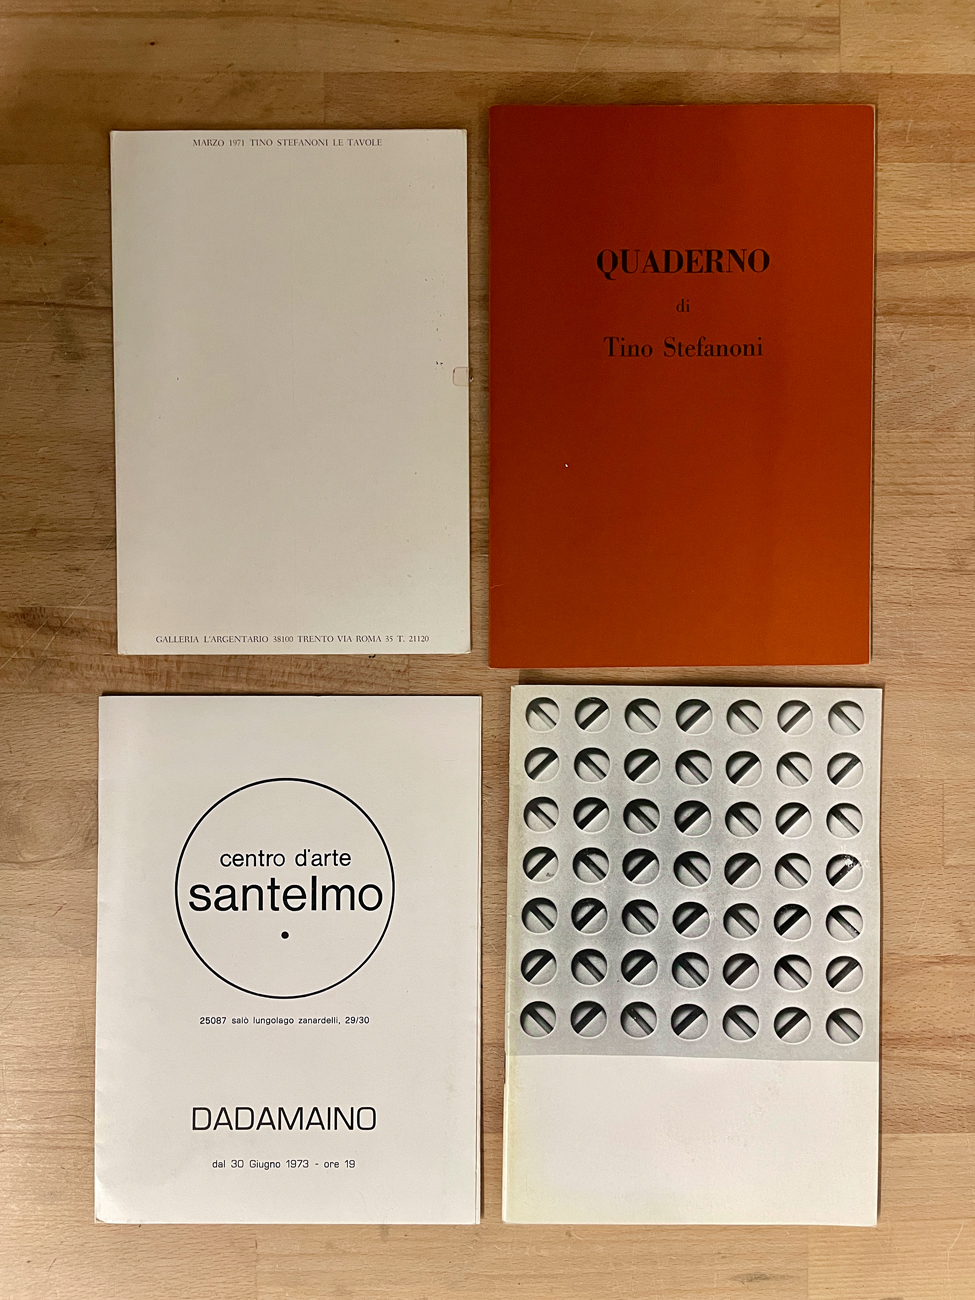 MARZO 1971 TINO STEFANONI LE TAVOLE
GALLERIA L'ARGENTARIO 38100 TRENTO VIA ROMA 35 T. 21120
QUADERNO
di
Tino Stefanoni
centro d'arte
santelmo
25087 salò lungolago zanardelli, 29/30
DADAMAINO
dal 30 Giugno 1973 - ore 19